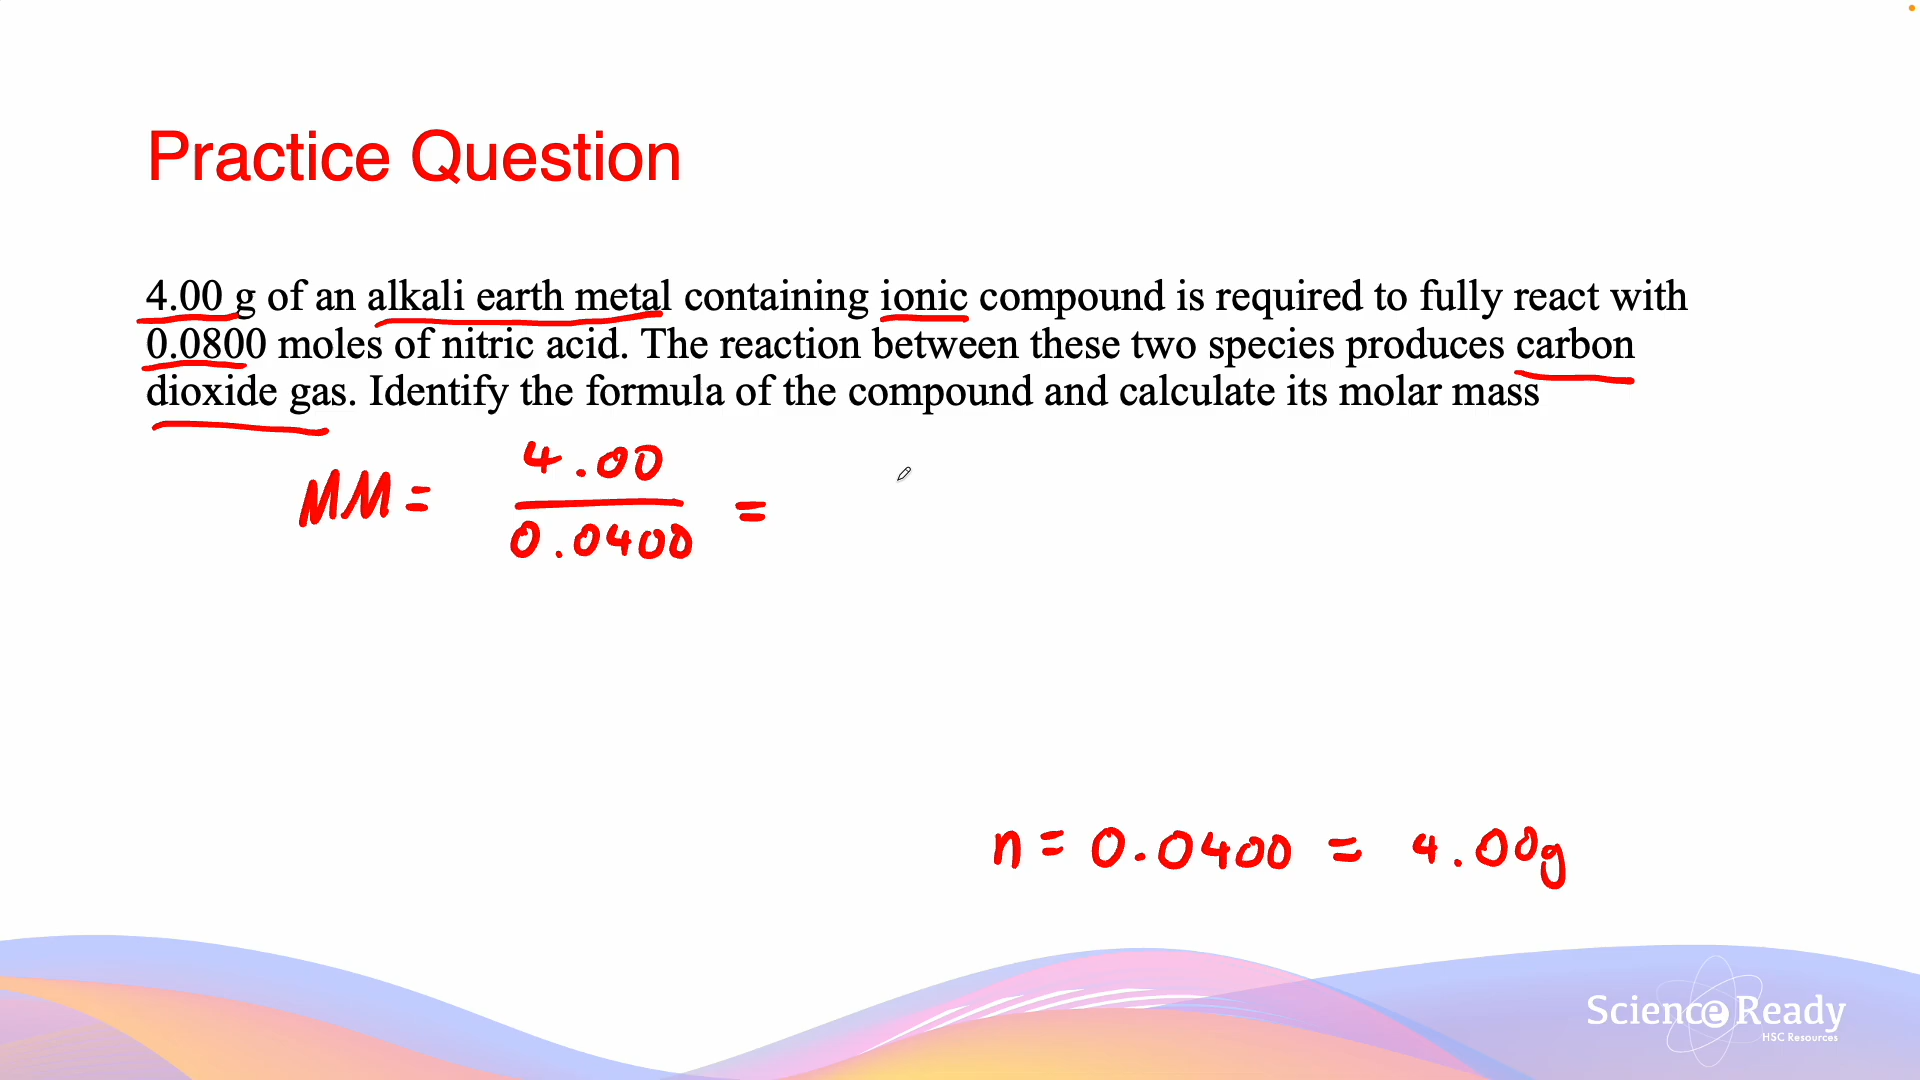 Practice Question
4.00 g of an alkali earth metal containing ionic compound is required to fully react with
0.0800 moles of nitric acid. The reaction between these two species produces carbon
dioxide gas. Identify the formula of the compound and calculate its molar mass
MM = 4.00 / 0.0400 =
n = 0.0400 = 4.00g
Science Ready
HSC Resources